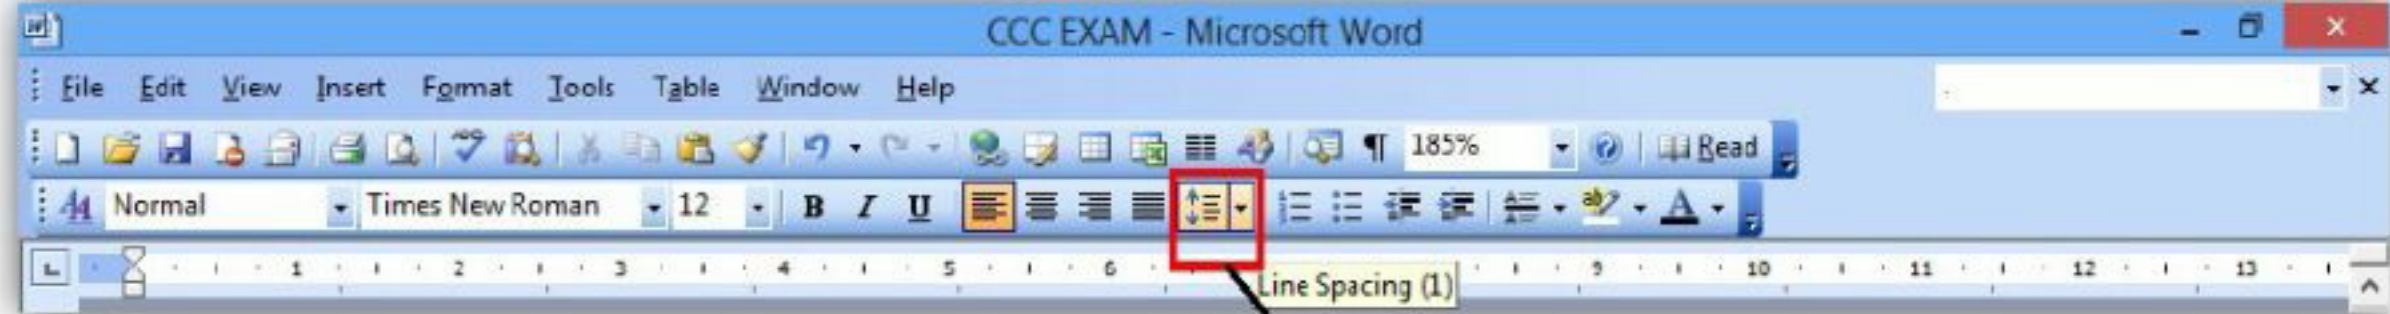 CCC EXAM - Microsoft Word
File Edit View Insert Format Tools Table Window Help
185% Read
Normal Times New Roman 12 B I U A
1 2 3 4 5 6 9 10 11 12 13
Line Spacing (1)